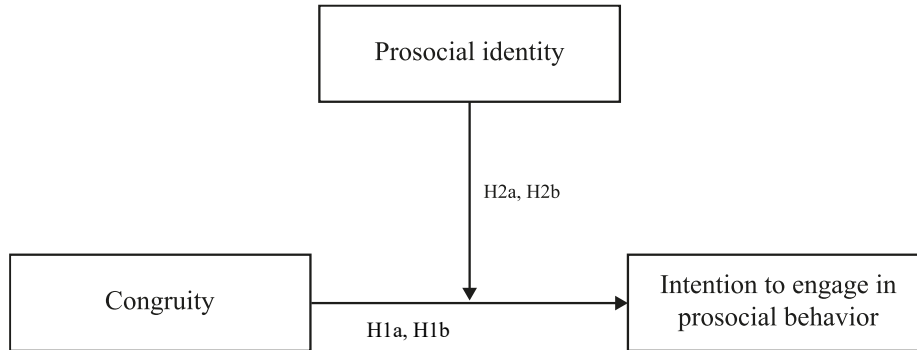 Prosocial identity
H2a, H2b
Congruity
Intention to engage in
prosocial behavior
H1a, H1b